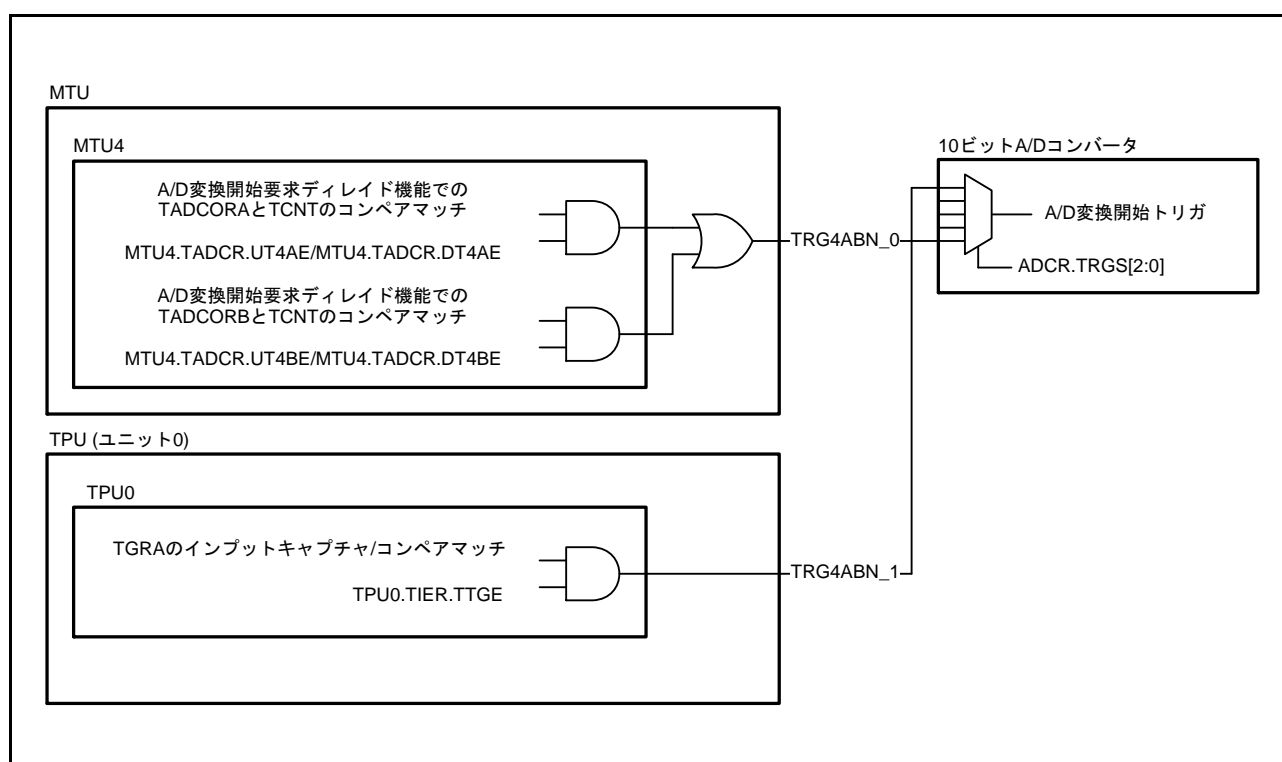 MTU
MTU4
A/D変換開始要求ディレイド機能での
TADCORAとTCNTのコンペアマッチ
MTU4.TADCR.UT4AE/MTU4.TADCR.DT4AE
A/D変換開始要求ディレイド機能での
TADCORBとTCNTのコンペアマッチ
MTU4.TADCR.UT4BE/MTU4.TADCR.DT4BE
TRG4ABN_0
10ビットA/Dコンバータ
A/D変換開始トリガ
ADCR.TRGS[2:0]
TPU (ユニット0)
TPU0
TGRAのインプットキャプチャ/コンペアマッチ
TPU0.TIER.TTGE
TRG4ABN_1